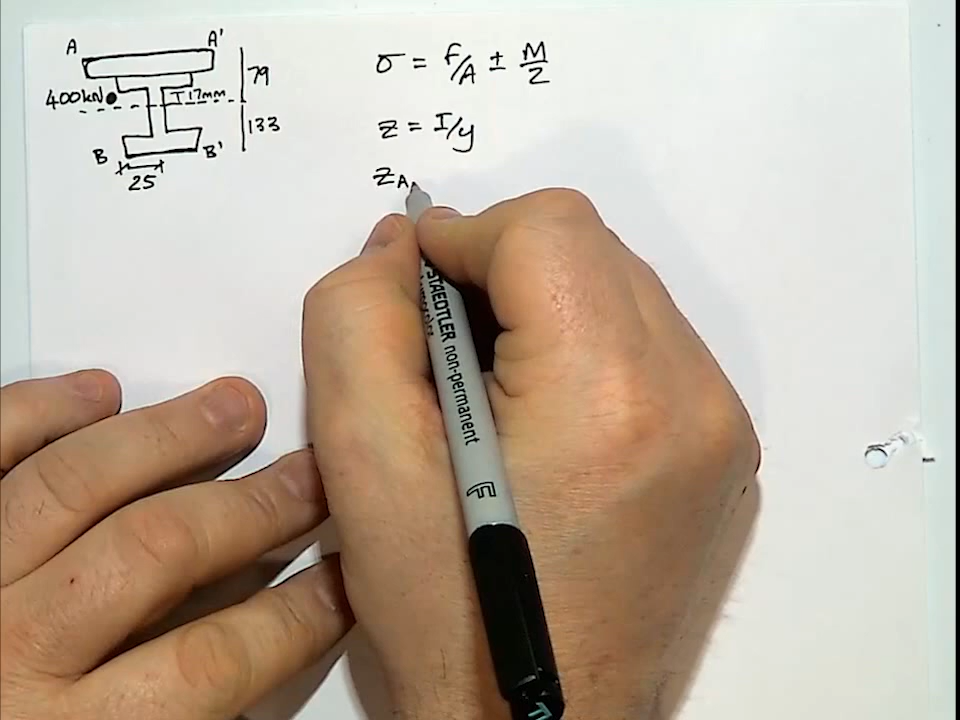 A A'
79
400kN 17mm
133
B B'
25
σ = F/A ± M/Z
Z = I/y
ZA
STAEDTLER non-permanent F